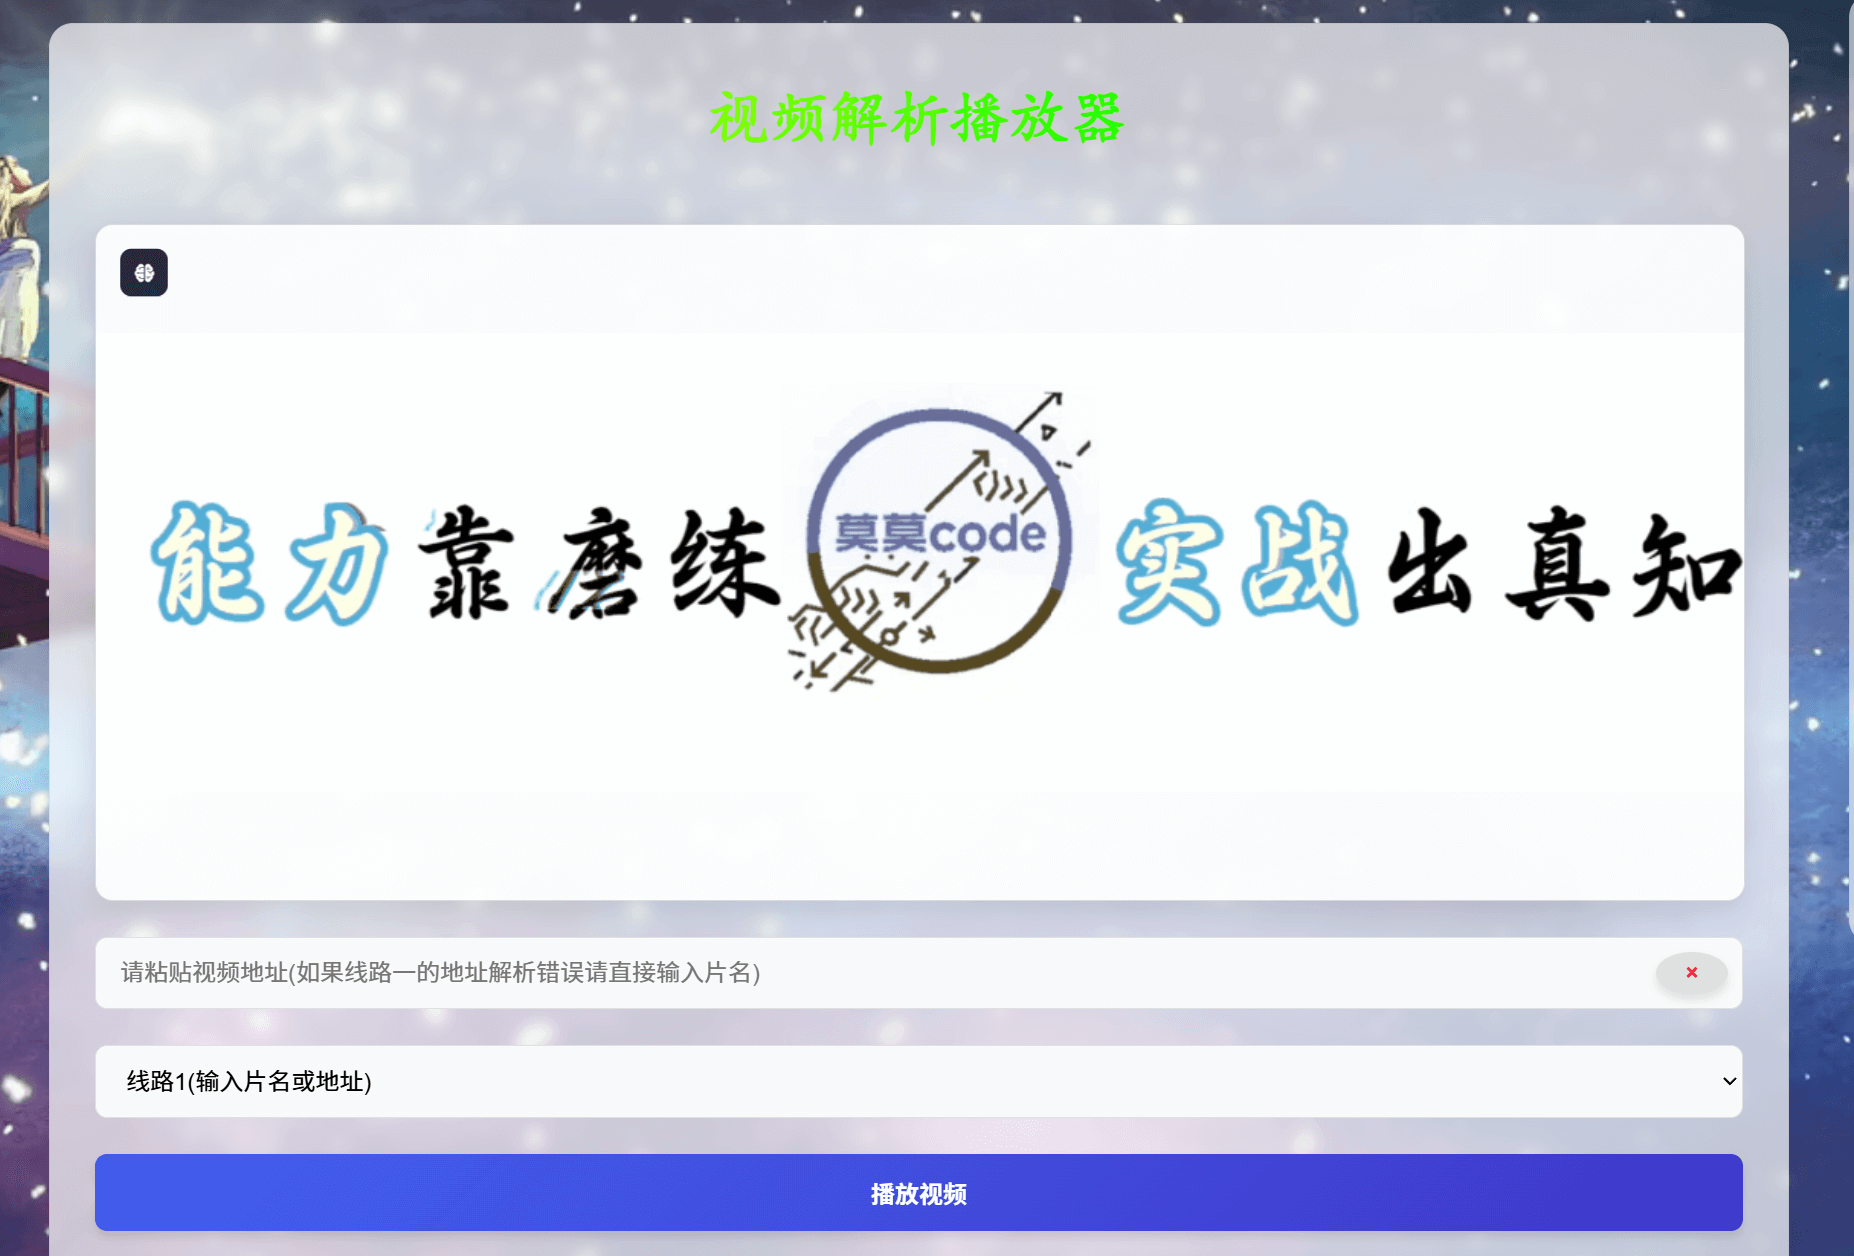 视频解析播放器
能力靠磨练 莫莫code 实战出真知
请粘贴视频地址(如果线路一的地址解析错误请直接输入片名)
线路1(输入片名或地址)
播放视频